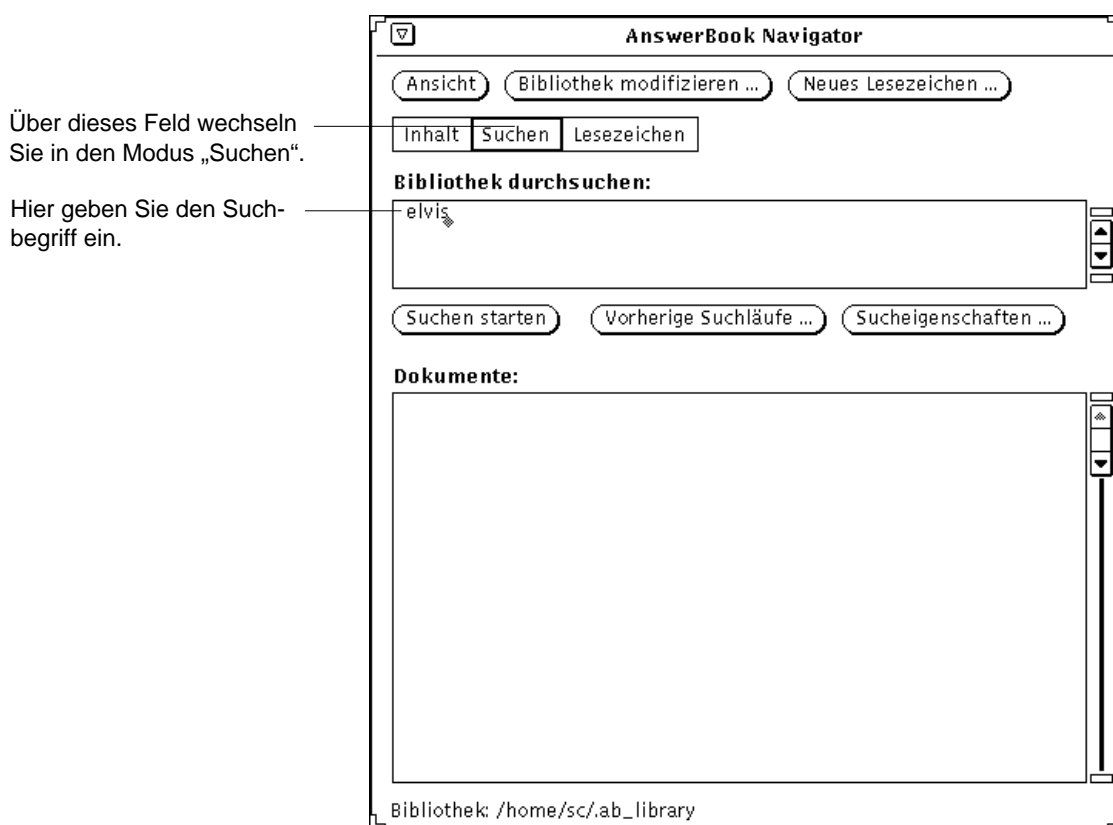 AnswerBook Navigator
Ansicht Bibliothek modifizieren ... Neues Lesezeichen ...
Über dieses Feld wechseln
Sie in den Modus „Suchen“.
Inhalt Suchen Lesezeichen
Bibliothek durchsuchen:
Hier geben Sie den Such-
begriff ein.
elvis
Suchen starten Vorherige Suchläufe ... Sucheigenschaften ...
Dokumente:
Bibliothek: /home/sc/.ab_library